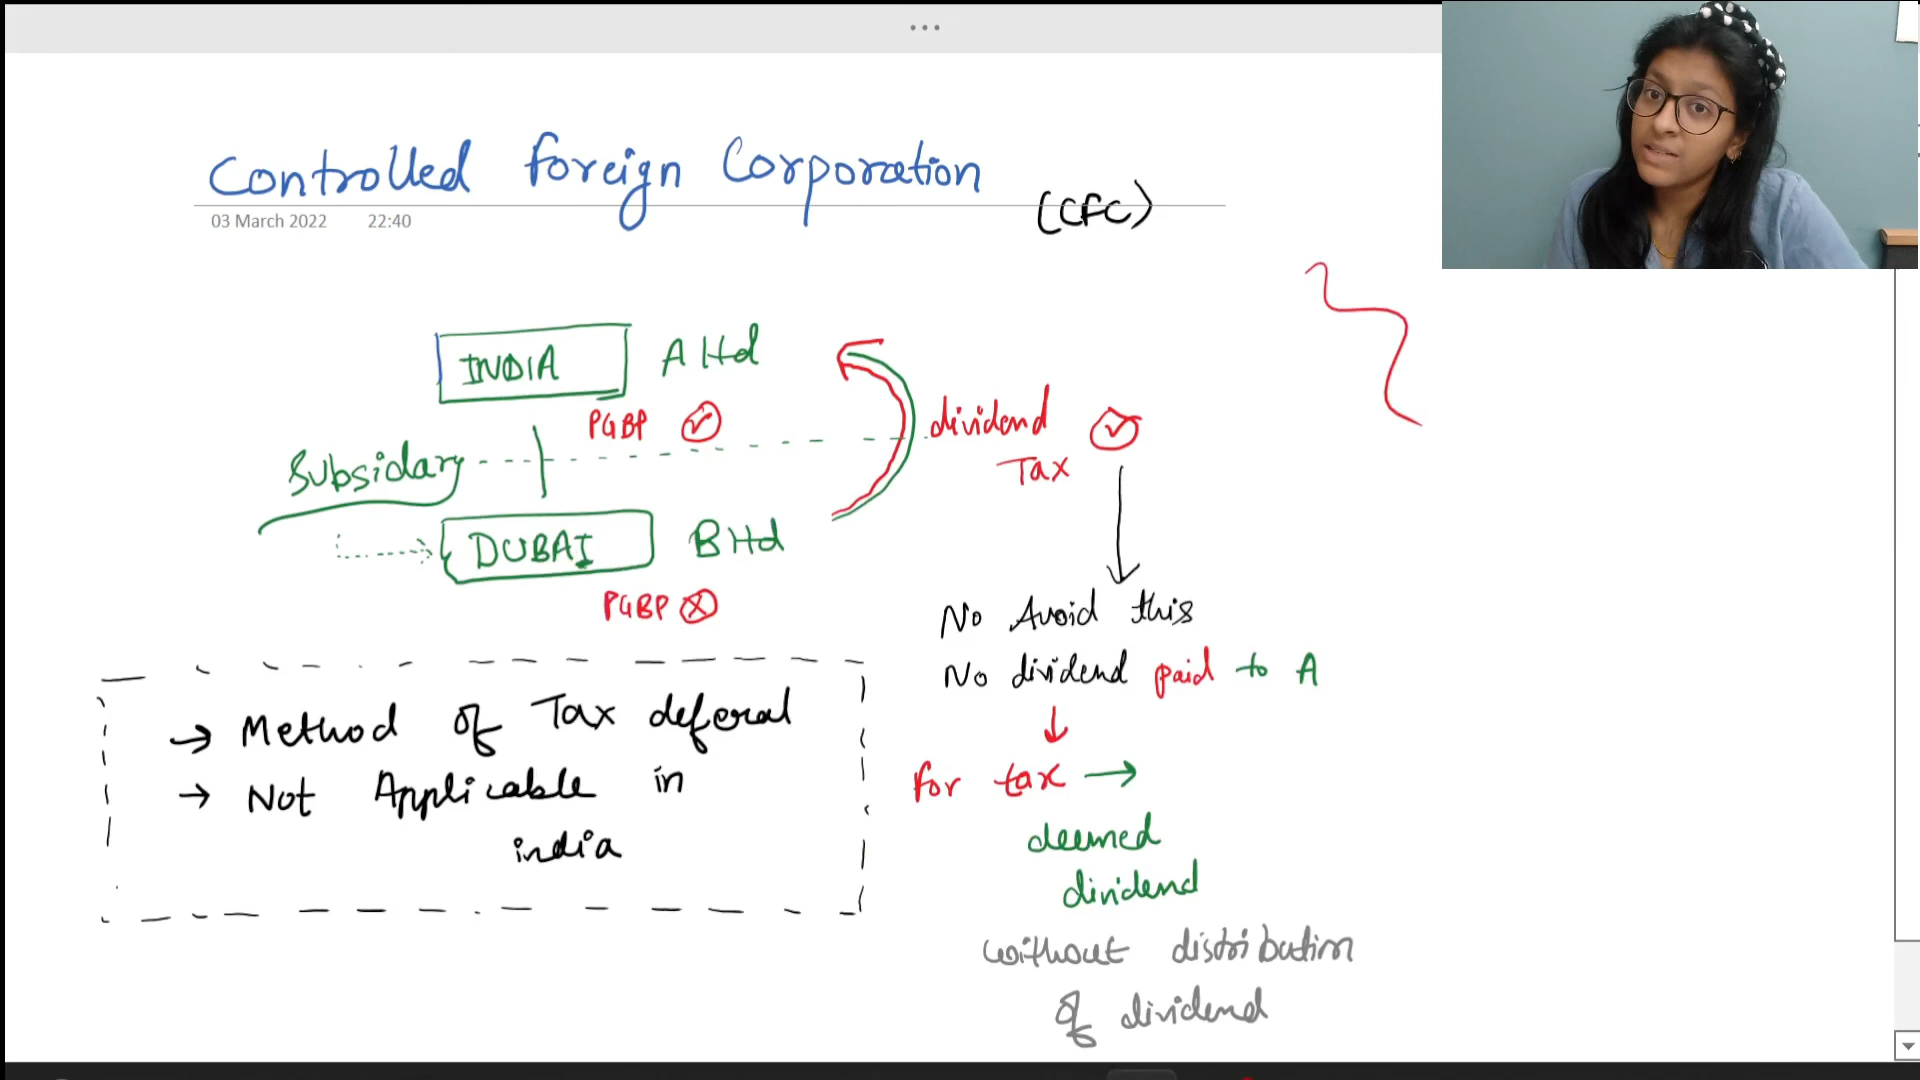 Controlled Foreign Corporation
(CFC)
03 March 2022 22:40
INDIA A Ltd
PGBP
dividend
Tax
Subsidary
DUBAI B Ltd
PGBP
No Avoid this
No dividend paid to A
for tax →
deemed
dividend
without distribution
of dividend
→ Method of Tax deferal
→ Not Applicable in
india